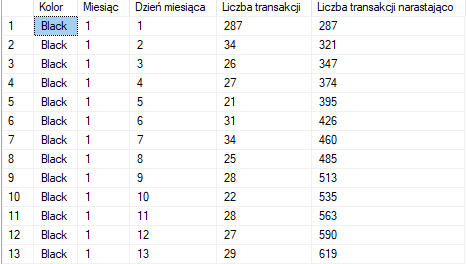 Kolor Miesiąc Dzień miesiąca Liczba transakcji Liczba transakcji narastająco
1 Black 1 1 287 287
2 Black 1 2 34 321
3 Black 1 3 26 347
4 Black 1 4 27 374
5 Black 1 5 21 395
6 Black 1 6 31 426
7 Black 1 7 34 460
8 Black 1 8 25 485
9 Black 1 9 28 513
10 Black 1 10 22 535
11 Black 1 11 28 563
12 Black 1 12 27 590
13 Black 1 13 29 619